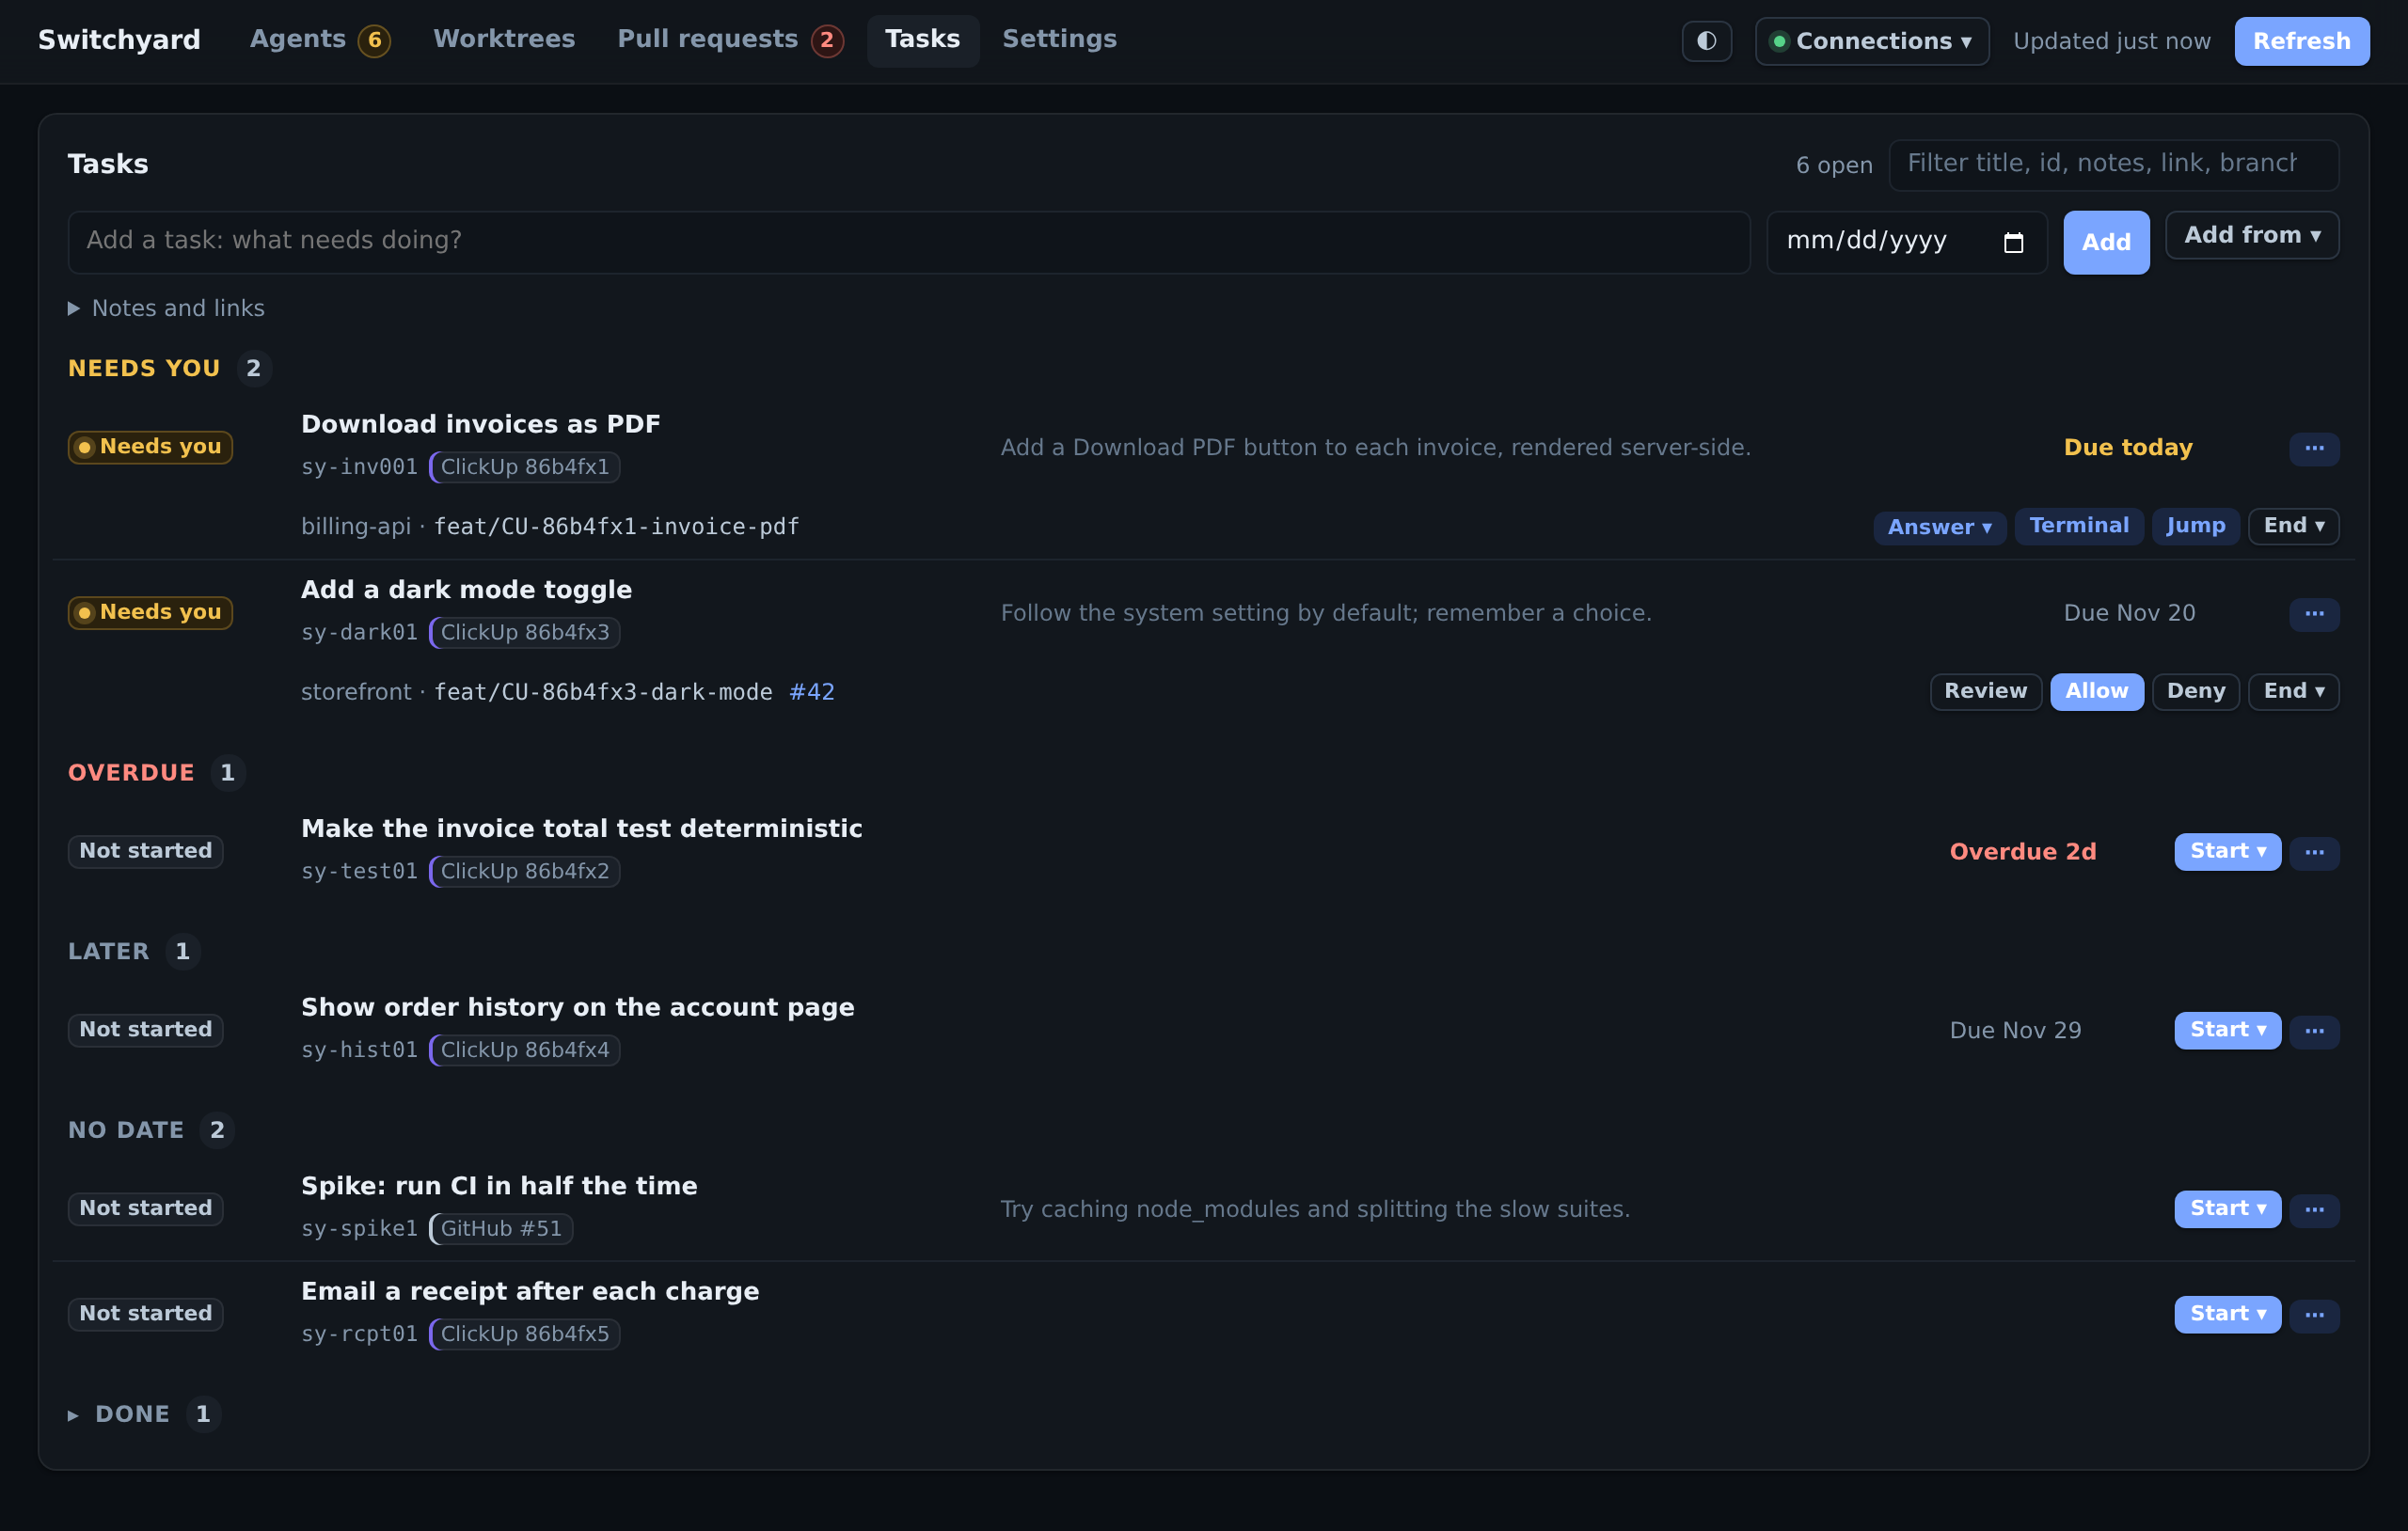 Switchyard Agents 6 Worktrees Pull requests 2 Tasks Settings Connections ▾ Updated just now Refresh
Tasks 6 open Filter title, id, notes, link, branch
Add a task: what needs doing? mm/dd/yyyy Add Add from ▾
▶ Notes and links
NEEDS YOU 2
Download invoices as PDF
Needs you Add a Download PDF button to each invoice, rendered server-side. Due today ···
sy-inv001 ClickUp 86b4fx1
billing-api · feat/CU-86b4fx1-invoice-pdf Answer ▾ Terminal Jump End ▾
Add a dark mode toggle
Needs you Follow the system setting by default; remember a choice. Due Nov 20 ···
sy-dark01 ClickUp 86b4fx3
storefront · feat/CU-86b4fx3-dark-mode #42 Review Allow Deny End ▾
OVERDUE 1
Make the invoice total test deterministic
Not started Overdue 2d Start ▾ ···
sy-test01 ClickUp 86b4fx2
LATER 1
Show order history on the account page
Not started Due Nov 29 Start ▾ ···
sy-hist01 ClickUp 86b4fx4
NO DATE 2
Spike: run CI in half the time
Not started Try caching node_modules and splitting the slow suites. Start ▾ ···
sy-spike1 GitHub #51
Email a receipt after each charge
Not started Start ▾ ···
sy-rcpt01 ClickUp 86b4fx5
▸ DONE 1